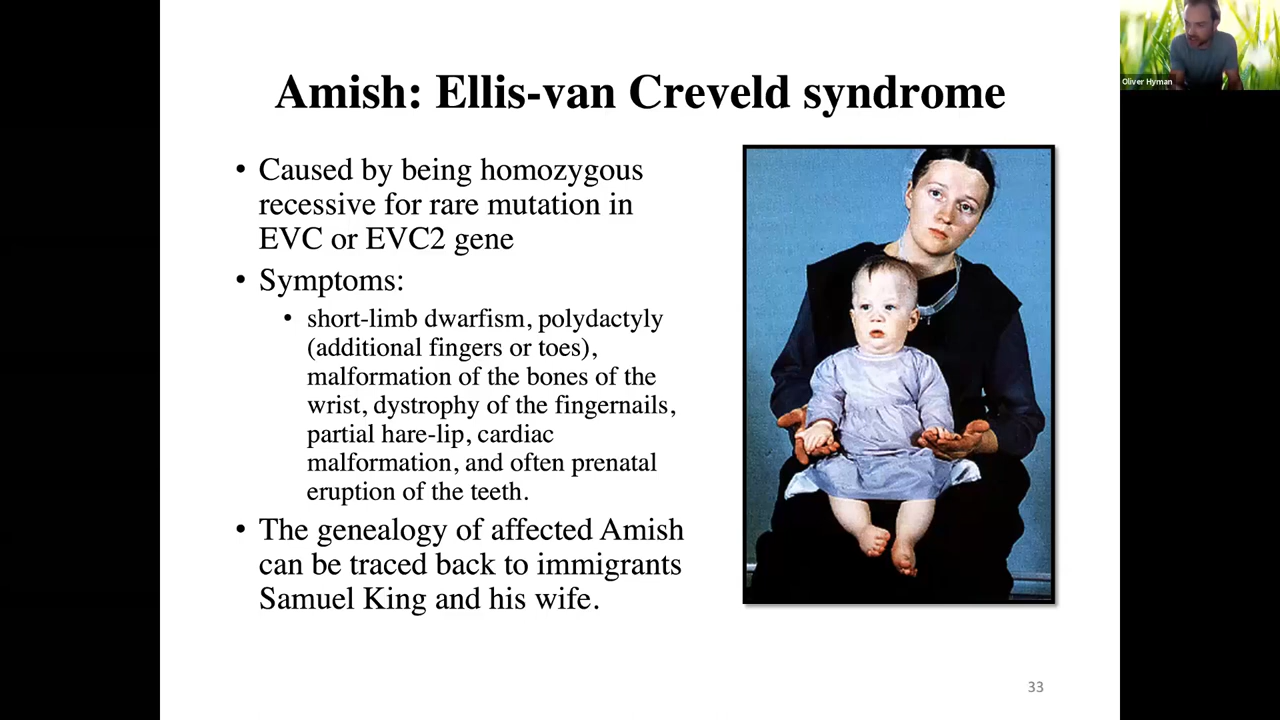 Oliver Hyman
Amish: Ellis-van Creveld syndrome
• Caused by being homozygous
recessive for rare mutation in
EVC or EVC2 gene
• Symptoms:
• short-limb dwarfism, polydactyly
(additional fingers or toes),
malformation of the bones of the
wrist, dystrophy of the fingernails,
partial hare-lip, cardiac
malformation, and often prenatal
eruption of the teeth.
• The genealogy of affected Amish
can be traced back to immigrants
Samuel King and his wife.
33